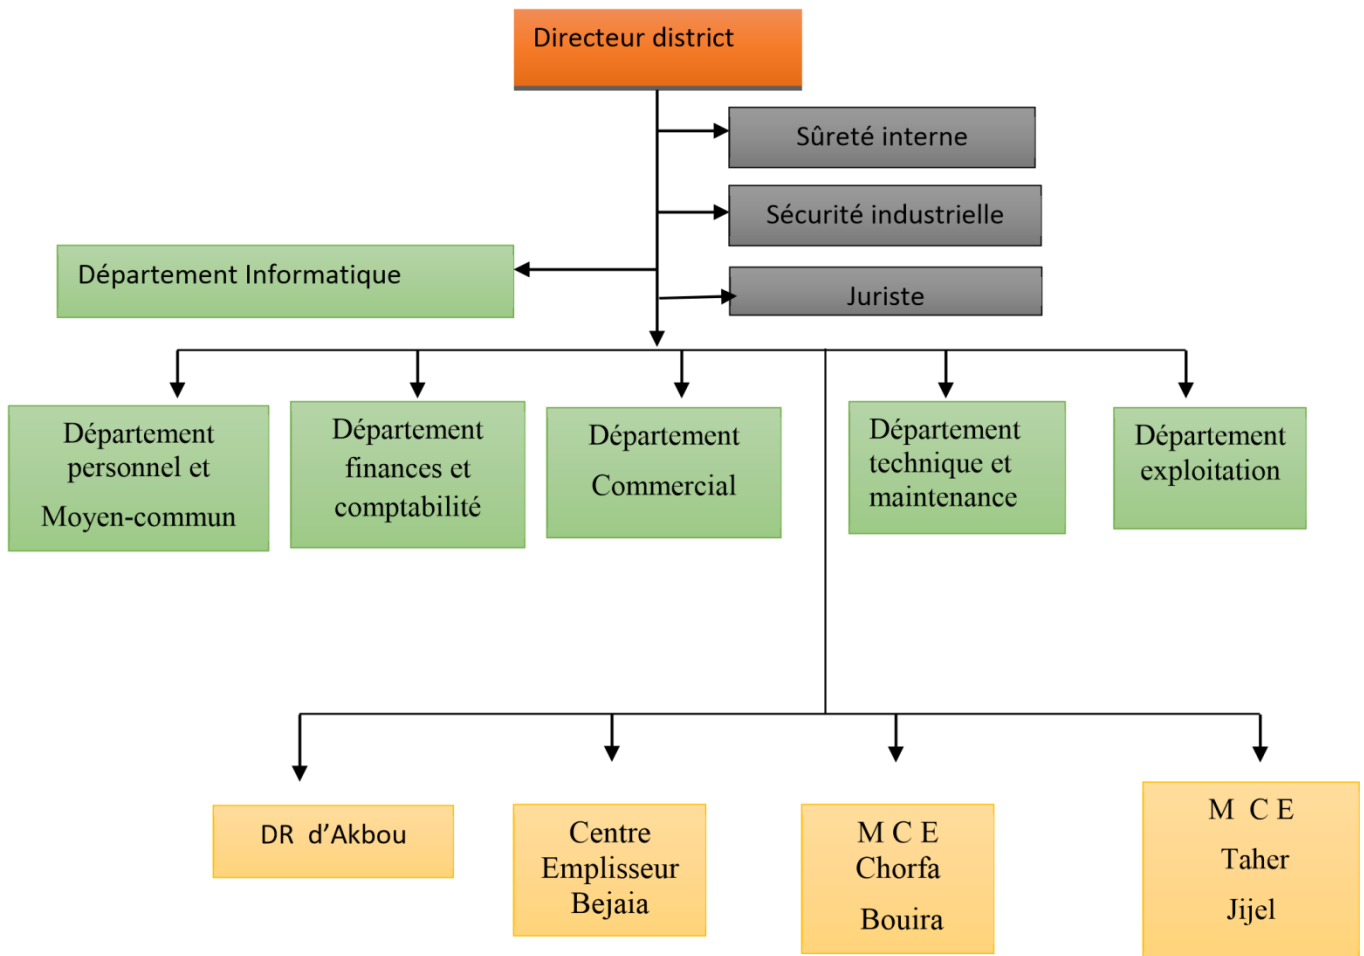 Directeur district
Sûreté interne
Sécurité industrielle
Département Informatique
Juriste
Département
personnel et
Moyen-commun
Département
finances et
comptabilité
Département
Commercial
Département
technique et
maintenance
Département
exploitation
DR d’Akbou
Centre
Emplisseur
Bejaia
M C E
Chorfa
Bouira
M C E
Taher
Jijel